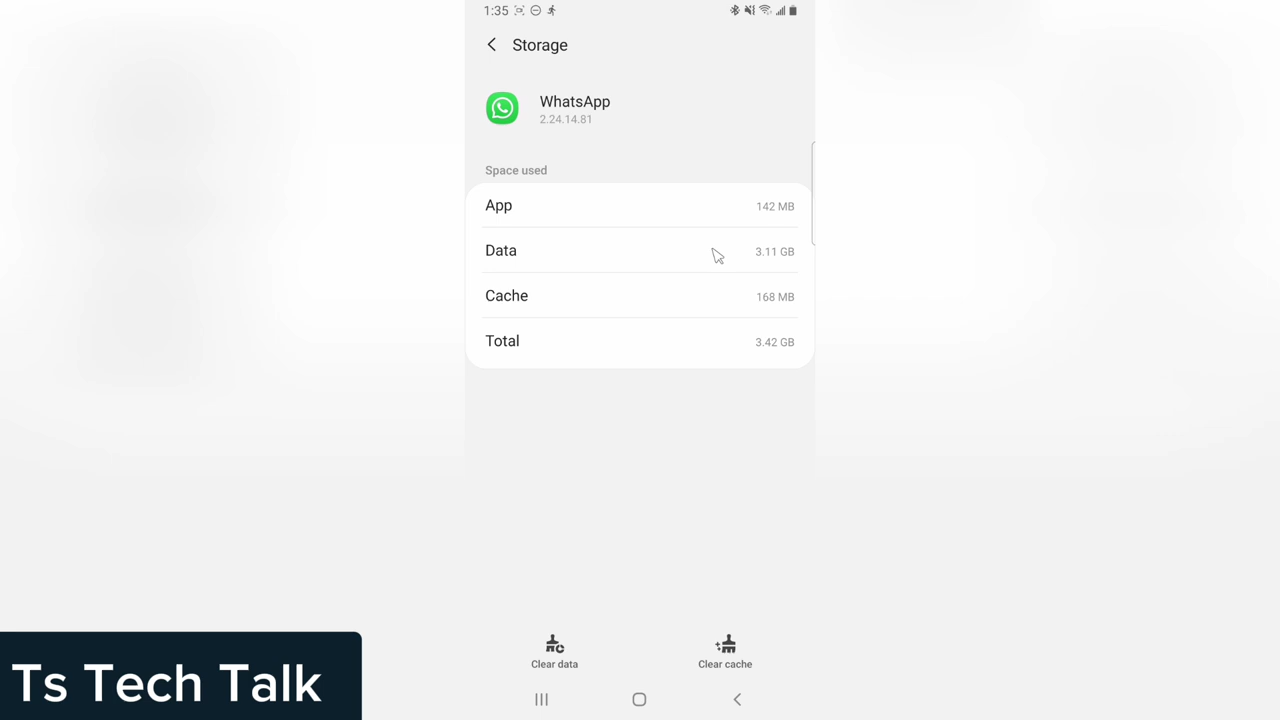 1:35
Storage
WhatsApp
2.24.14.81
Space used
App 142 MB
Data 3.11 GB
Cache 168 MB
Total 3.42 GB
Clear data Clear cache
Ts Tech Talk